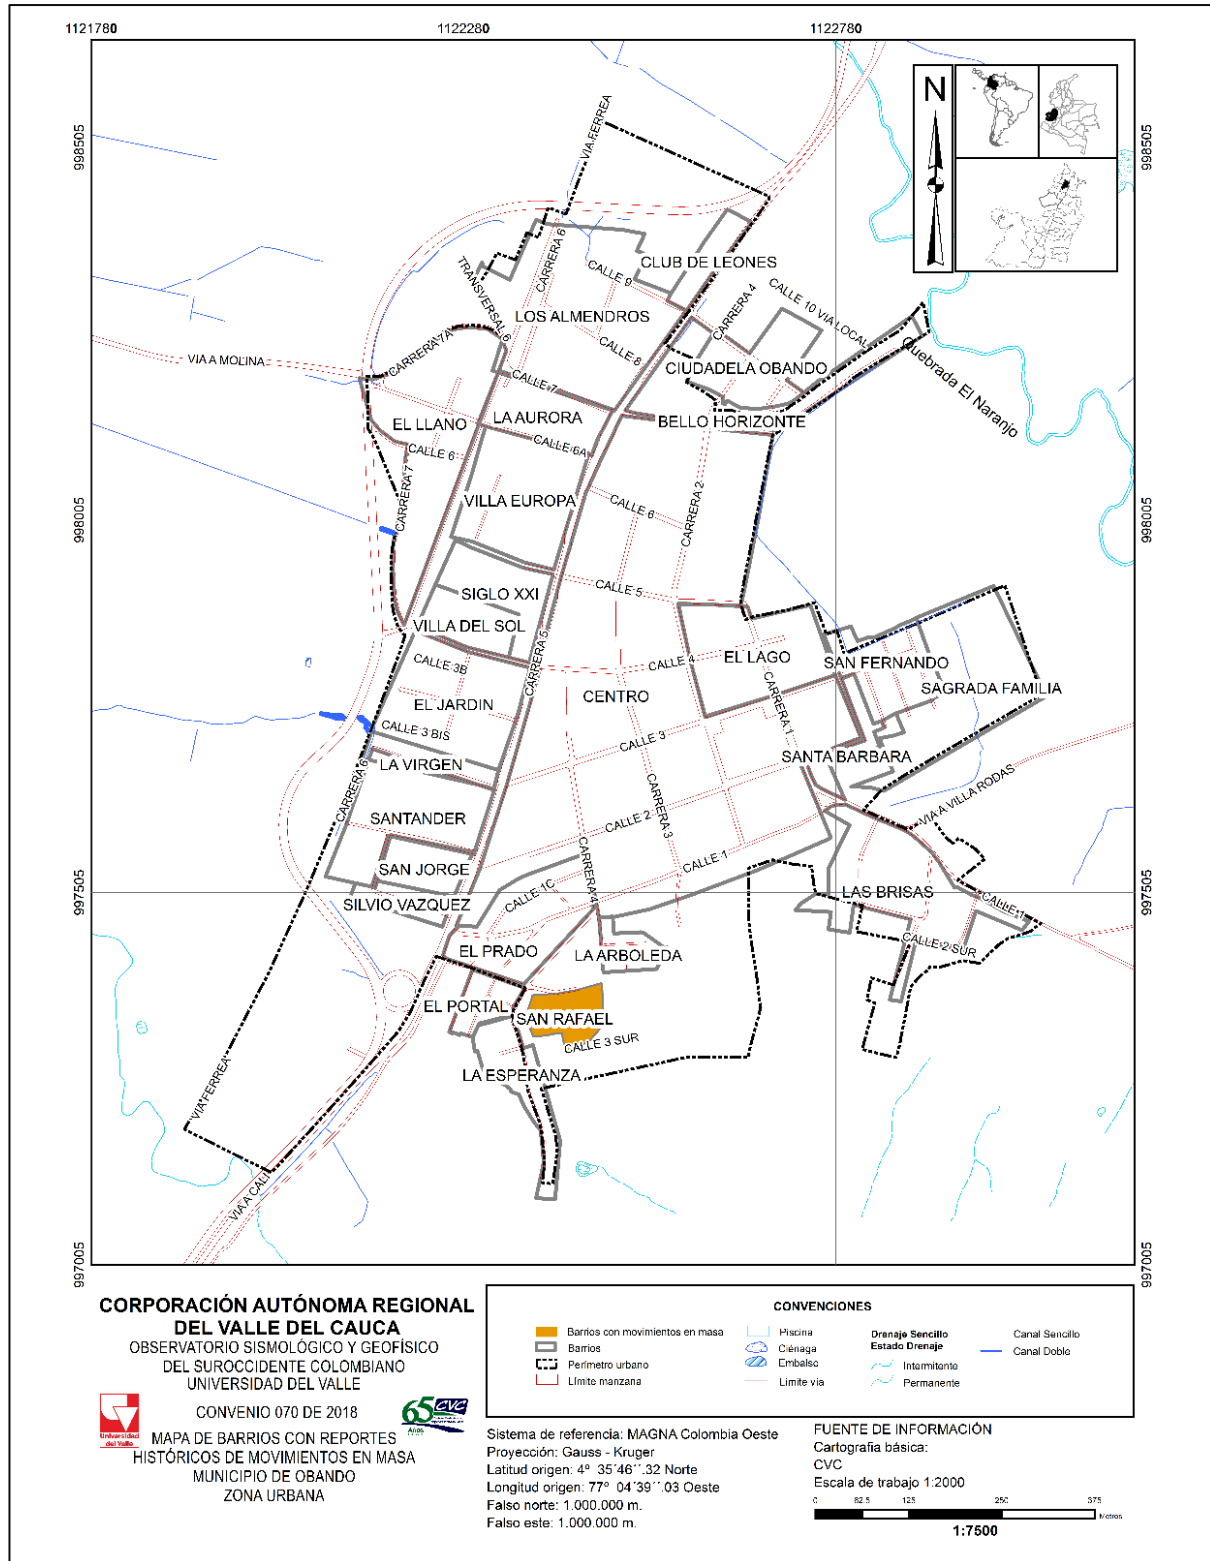 1121780
1122280
1122780
998505
998505
N
VIA FERREA
CLUB DE LEONES
CARRERA 6
CALLE 9
TRANSVERSAL 6
CARRERA 4
CALLE 10 VIA LOCAL
LOS ALMENDROS
CALLE 8
CARRERA 7A
VIA A MOLINA
CIUDADELA OBANDO
Quebrada El Naranjo
CALLE 7
EL LLANO
LA AURORA
BELLO HORIZONTE
CALLE 6
CALLE 6A
CARRERA 7
VILLA EUROPA
CALLE 6
CARRERA 2
998005
998005
SIGLO XXI
CALLE 5
VILLA DEL SOL
CALLE 3B
CARRERA 5
CALLE 4
EL LAGO
SAN FERNANDO
SAGRADA FAMILIA
CENTRO
EL JARDIN
CALLE 3 BIS
CALLE 3
CARRERA 1
SANTA BARBARA
LA VIRGEN
CARRERA 6
VIA A VILLA RODAS
SANTANDER
CALLE 2
CARRERA 3
SAN JORGE
CALLE 1
SILVIO VAZQUEZ
CALLE 1C
CARRERA 4
LAS BRISAS
CALLE 1
997505
997505
CALLE 2 SUR
EL PRADO
LA ARBOLEDA
EL PORTAL
SAN RAFAEL
CALLE 3 SUR
LA ESPERANZA
VIA FERREA
VIA A CALI
997005
997005
CORPORACIÓN AUTÓNOMA REGIONAL
DEL VALLE DEL CAUCA
OBSERVATORIO SISMOLÓGICO Y GEOFÍSICO
DEL SUROCCIDENTE COLOMBIANO
UNIVERSIDAD DEL VALLE
CONVENIO 070 DE 2018
Universidad
del Valle
65 CVC
Años
MAPA DE BARRIOS CON REPORTES
HISTÓRICOS DE MOVIMIENTOS EN MASA
MUNICIPIO DE OBANDO
ZONA URBANA
CONVENCIONES
Barrios con movimientos en masa
Barrios
Perímetro urbano
Límite manzana
Piscina
Ciénaga
Embalso
Limite via
Drenaje Sencillo
Estado Drenaje
Intermitente
Permanente
Canal Sencillo
Canal Doble
Sistema de referencia: MAGNA Colombia Oeste
Proyección: Gauss - Kruger
Latitud origen: 4º 35´46´´.32 Norte
Longitud origen: 77º 04´39´´.03 Oeste
Falso norte: 1.000.000 m.
Falso este: 1.000.000 m.
FUENTE DE INFORMACIÓN
Cartografía básica:
CVC
Escala de trabajo 1:2000
0 62.5 125 250 375
Metros
1:7500